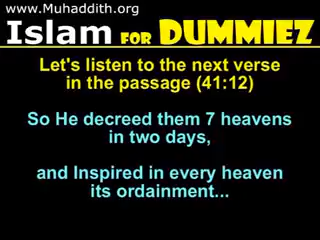 www.Muhaddith.org
Islam FOR DUMMIEZ
Let's listen to the next verse
in the passage (41:12)
So He decreed them 7 heavens
in two days,
and Inspired in every heaven
its ordainment...